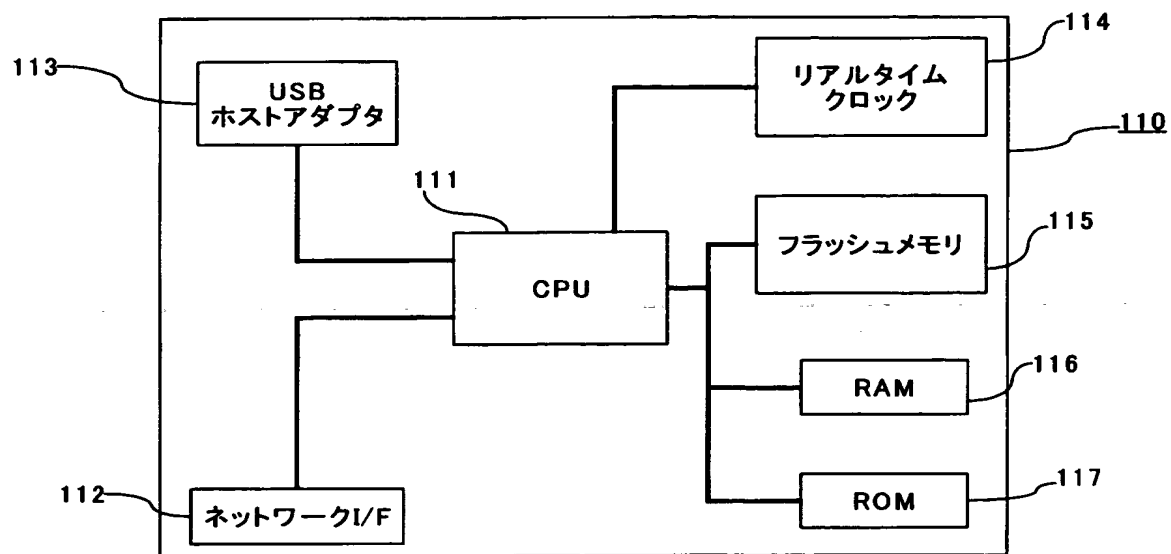 114
113
USB
ホストアダプタ
リアルタイム
クロック
110
111
CPU
フラッシュメモリ
115
RAM
116
112
ネットワークI/F
ROM
117